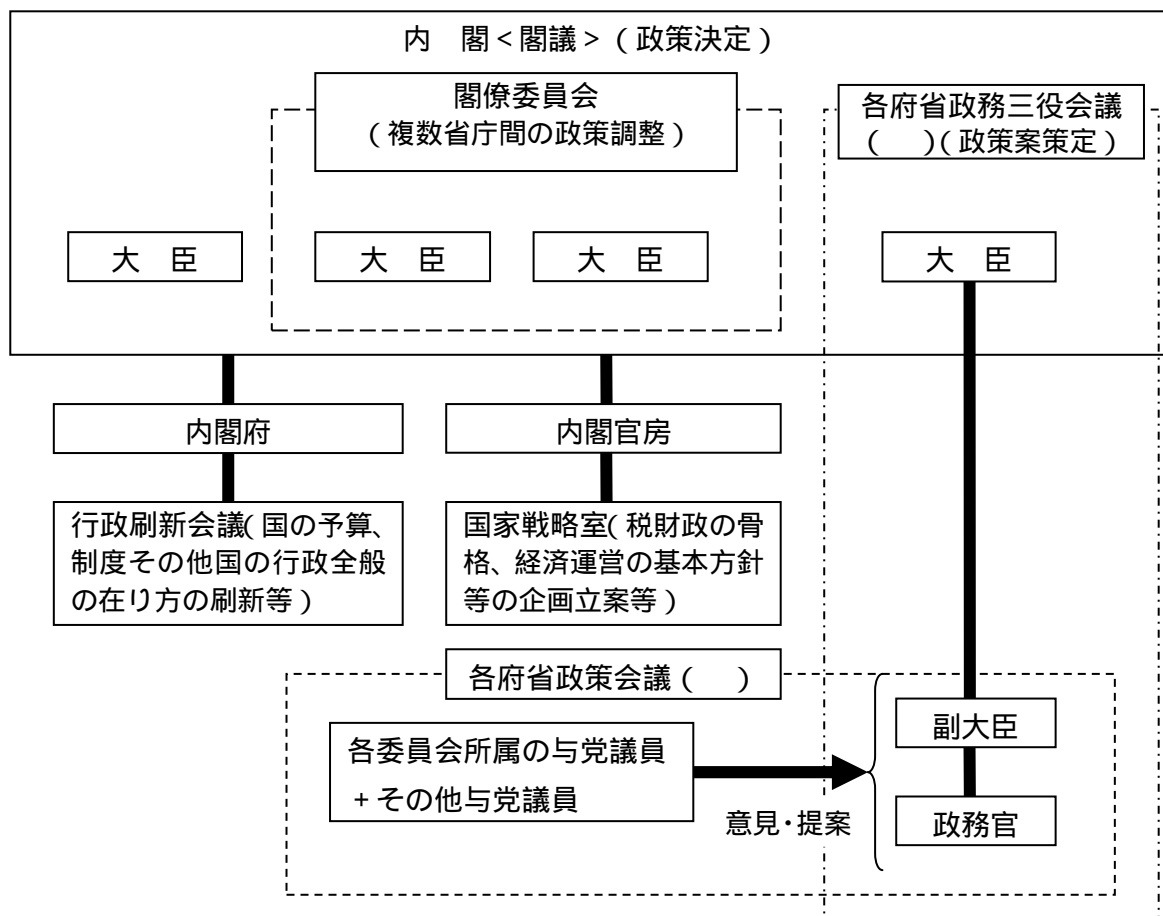 内 閣<閣議>(政策決定)
閣僚委員会
(複数省庁間の政策調整)
各府省政務三役会議
( )(政策案策定)
大 臣
大 臣
大 臣
大 臣
内閣府
内閣官房
行政刷新会議(国の予算、
制度その他国の行政全般
の在り方の刷新等)
国家戦略室(税財政の骨
格、経済運営の基本方針
等の企画立案等)
各府省政策会議( )
各委員会所属の与党議員
+その他与党議員
意見・提案
副大臣
政務官